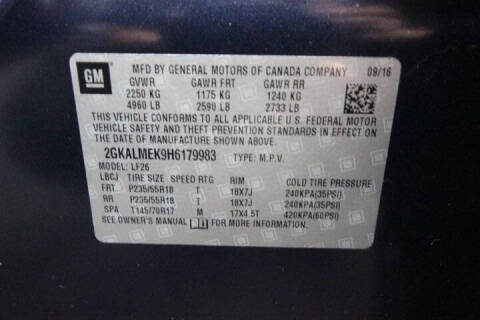 GM
MFD BY GENERAL MOTORS OF CANADA COMPANY 09/16
GVWR GAWR FRT GAWR RR
2250 KG 1175 KG 1240 KG
4960 LB 2590 LB 2733 LB
THIS VEHICLE CONFORMS TO ALL APPLICABLE U.S. FEDERAL MOTOR
VEHICLE SAFETY AND THEFT PREVENTION STANDARDS IN EFFECT ON
THE DATE OF MANUFACTURE SHOWN ABOVE.
2GKALMEK9H6179983 TYPE: M.P.V.
MODEL: LF26
LBCJ TIRE SIZE SPEED RTG RIM COLD TIRE PRESSURE
FRT P235/55R18 T 18X7J 240KPA(35PSI)
RR P235/55R18 T 18X7J 240KPA(35PSI)
SPA T145/70R17 M 17X4.5T 420KPA(60PSI)
SEE OWNER'S MANUAL FOR MORE INFORMATION.